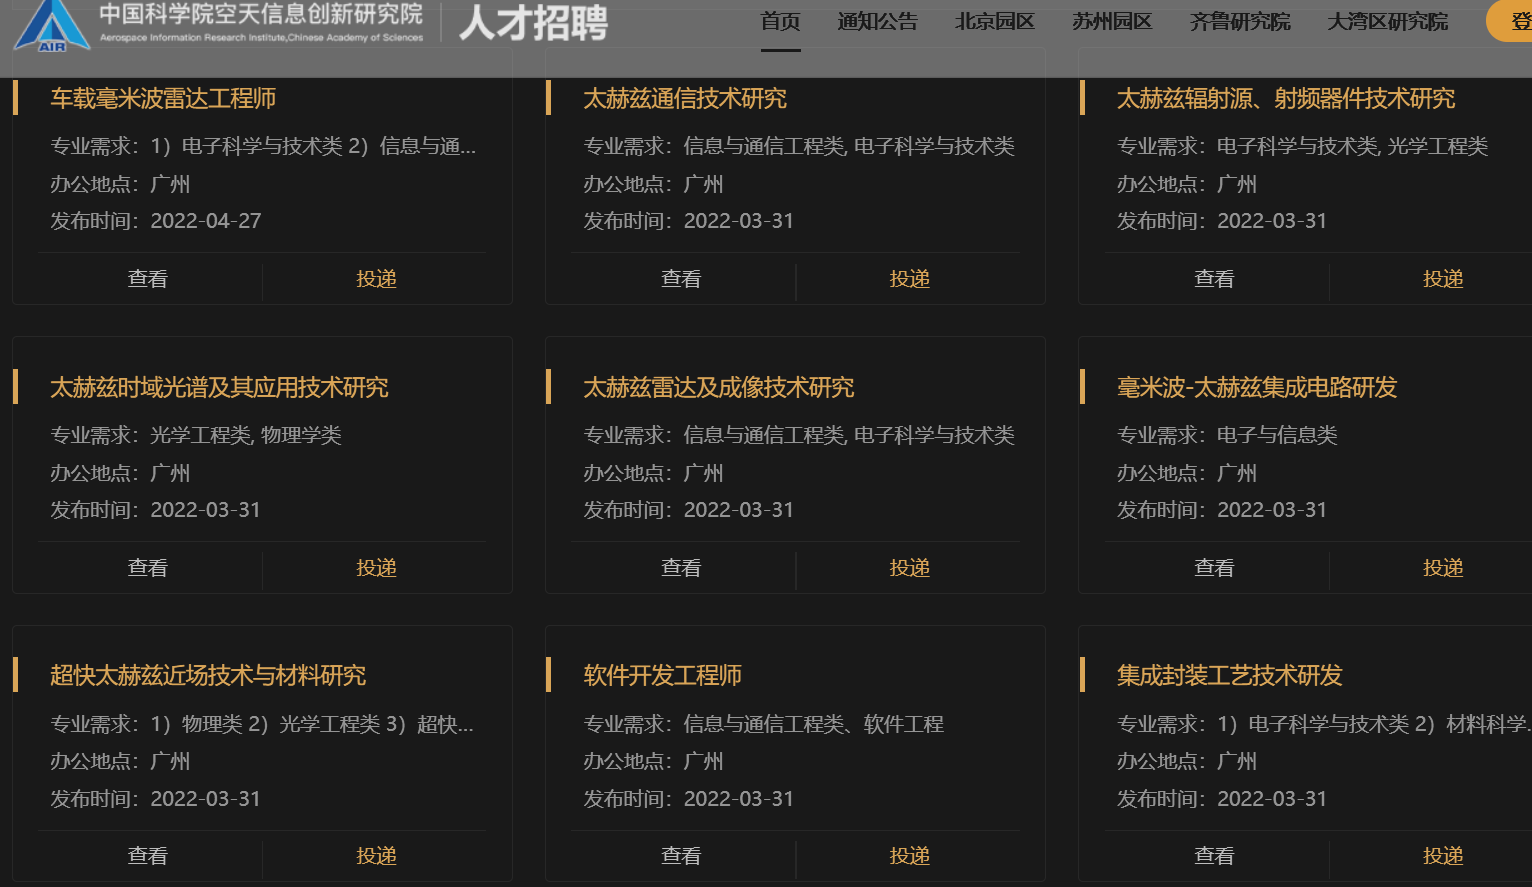 中国科学院空天信息创新研究院
Aerospace Information Research Institute,Chinese Academy of Sciences
AIR
人才招聘
首页 通知公告 北京园区 苏州园区 齐鲁研究院 大湾区研究院 登
车载毫米波雷达工程师
专业需求：1）电子科学与技术类 2）信息与通...
办公地点：广州
发布时间：2022-04-27
查看 投递
太赫兹通信技术研究
专业需求：信息与通信工程类, 电子科学与技术类
办公地点：广州
发布时间：2022-03-31
查看 投递
太赫兹辐射源、射频器件技术研究
专业需求：电子科学与技术类, 光学工程类
办公地点：广州
发布时间：2022-03-31
查看 投递
太赫兹时域光谱及其应用技术研究
专业需求：光学工程类, 物理学类
办公地点：广州
发布时间：2022-03-31
查看 投递
太赫兹雷达及成像技术研究
专业需求：信息与通信工程类, 电子科学与技术类
办公地点：广州
发布时间：2022-03-31
查看 投递
毫米波-太赫兹集成电路研发
专业需求：电子与信息类
办公地点：广州
发布时间：2022-03-31
查看 投递
超快太赫兹近场技术与材料研究
专业需求：1）物理类 2）光学工程类 3）超快...
办公地点：广州
发布时间：2022-03-31
查看 投递
软件开发工程师
专业需求：信息与通信工程类、软件工程
办公地点：广州
发布时间：2022-03-31
查看 投递
集成封装工艺技术研发
专业需求：1）电子科学与技术类 2）材料科学.
办公地点：广州
发布时间：2022-03-31
查看 投递